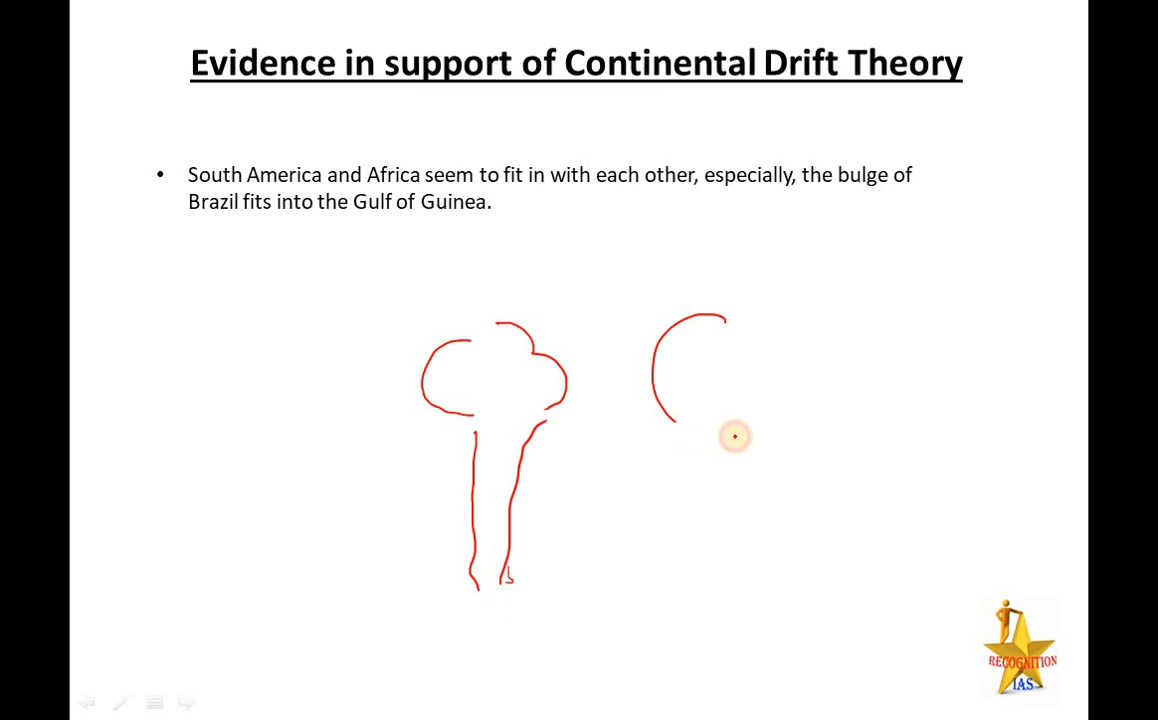 Evidence in support of Continental Drift Theory
• South America and Africa seem to fit in with each other, especially, the bulge of
Brazil fits into the Gulf of Guinea.
RECOGNITION
IAS